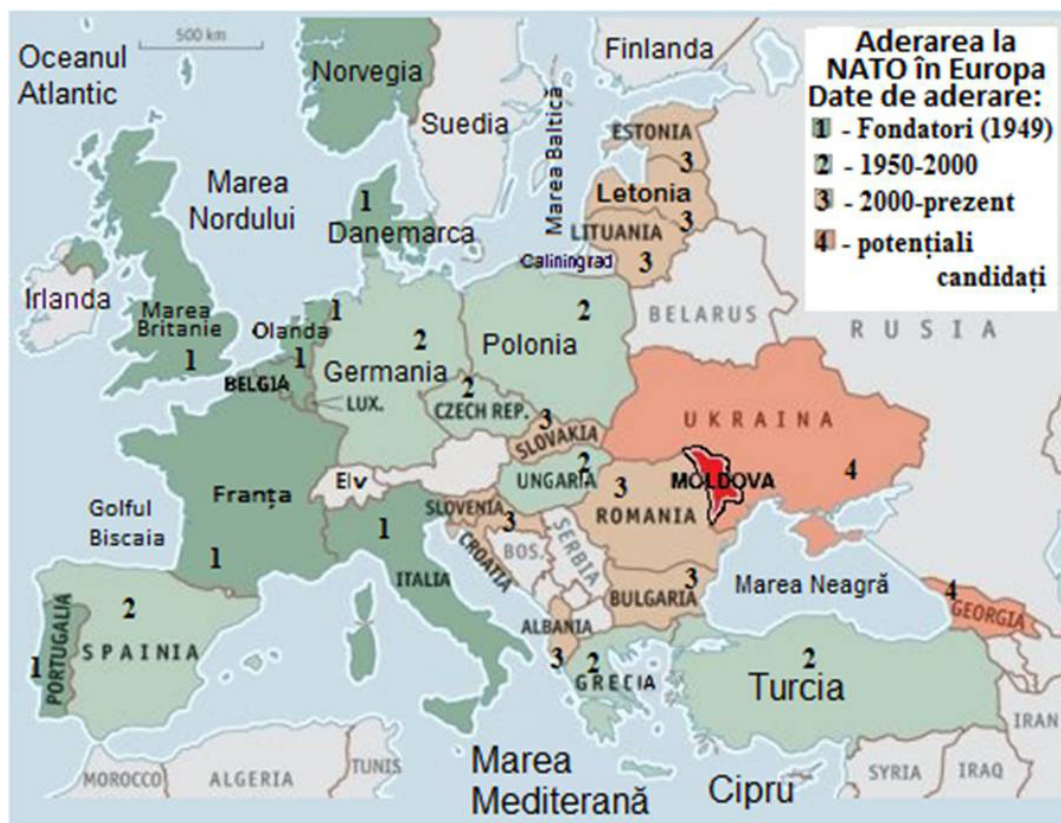 Oceanul
Atlantic
500 km
Norvegia
Suedia
Finlanda
Aderarea la
NATO în Europa
Date de aderare:
1 - Fondatori (1949)
2 - 1950-2000
3 - 2000-prezent
4 - potențiali
candidați
Marea Baltică
ESTONIA
3
Letonia
3
LITUANIA
3
Caliningrad
Marea
Nordului
1
Danemarca
Irlanda
Marea
Britanie
1
Olanda
1
1
BELGIA
LUX.
2
Germania
2
Polonia
BELARUS
RUSIA
2
CZECH REP.
3
SLOVAKIA
UKRAINA
4
MOLDOVA
2
UNGARIA
3
ROMANIA
Elv
Franța
1
Golful
Biscaia
1
ITALIA
SLOVENIA
3
CROATIA
BOS.
SERBIA
3
BULGARIA
Marea Neagră
4
GEORGIA
ALBANIA
3
2
GRECIA
2
Turcia
PORTUGALIA
1
2
SPAINIA
MOROCCO
ALGERIA
TUNIS
Marea
Mediterană
Cipru
SYRIA
IRAQ
IRAN